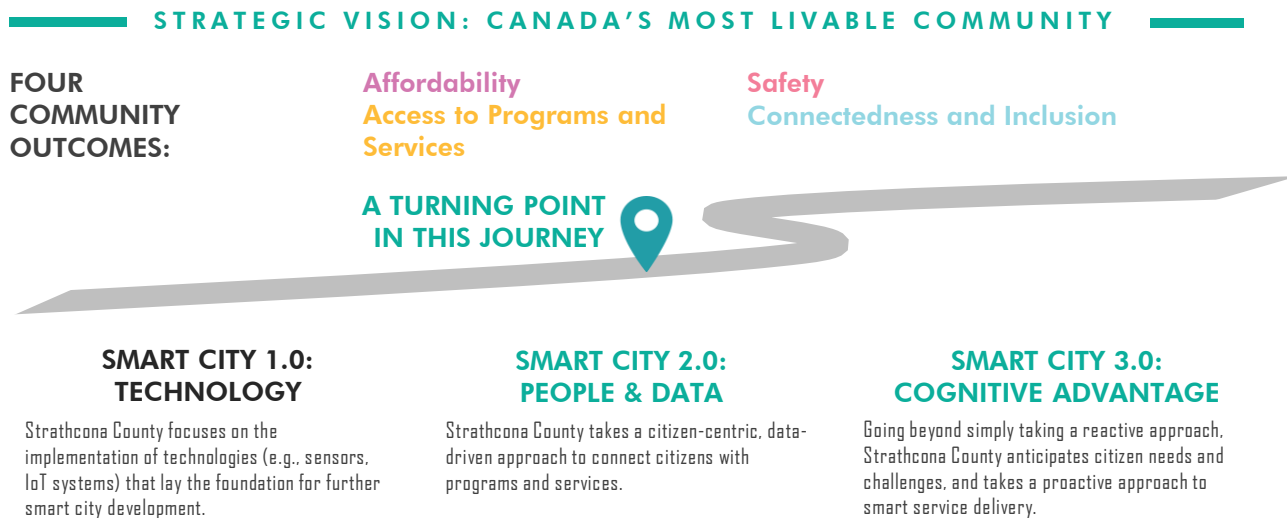 STRATEGIC VISION: CANADA'S MOST LIVABLE COMMUNITY
FOUR
COMMUNITY
OUTCOMES:
Affordability
Access to Programs and
Services
Safety
Connectedness and Inclusion
A TURNING POINT
IN THIS JOURNEY
SMART CITY 1.0:
TECHNOLOGY
Strathcona County focuses on the
implementation of technologies (e.g., sensors,
IoT systems) that lay the foundation for further
smart city development.
SMART CITY 2.0:
PEOPLE & DATA
Strathcona County takes a citizen-centric, data-
driven approach to connect citizens with
programs and services.
SMART CITY 3.0:
COGNITIVE ADVANTAGE
Going beyond simply taking a reactive approach,
Strathcona County anticipates citizen needs and
challenges, and takes a proactive approach to
smart service delivery.